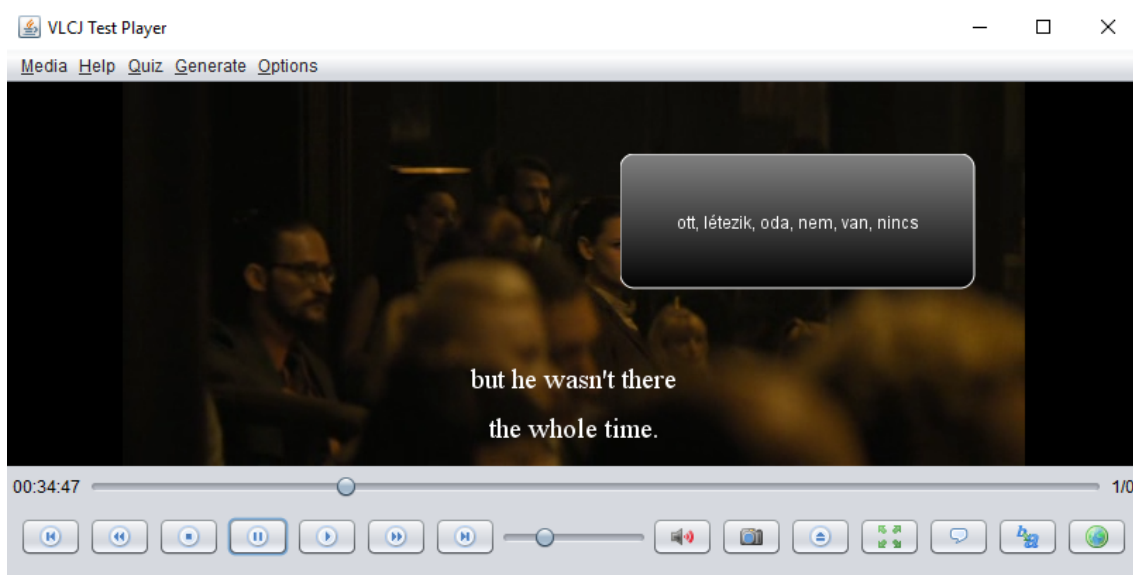 VLCJ Test Player
Media Help Quiz Generate Options
ott, létezik, oda, nem, van, nincs
but he wasn't there
the whole time.
00:34:47 1/0